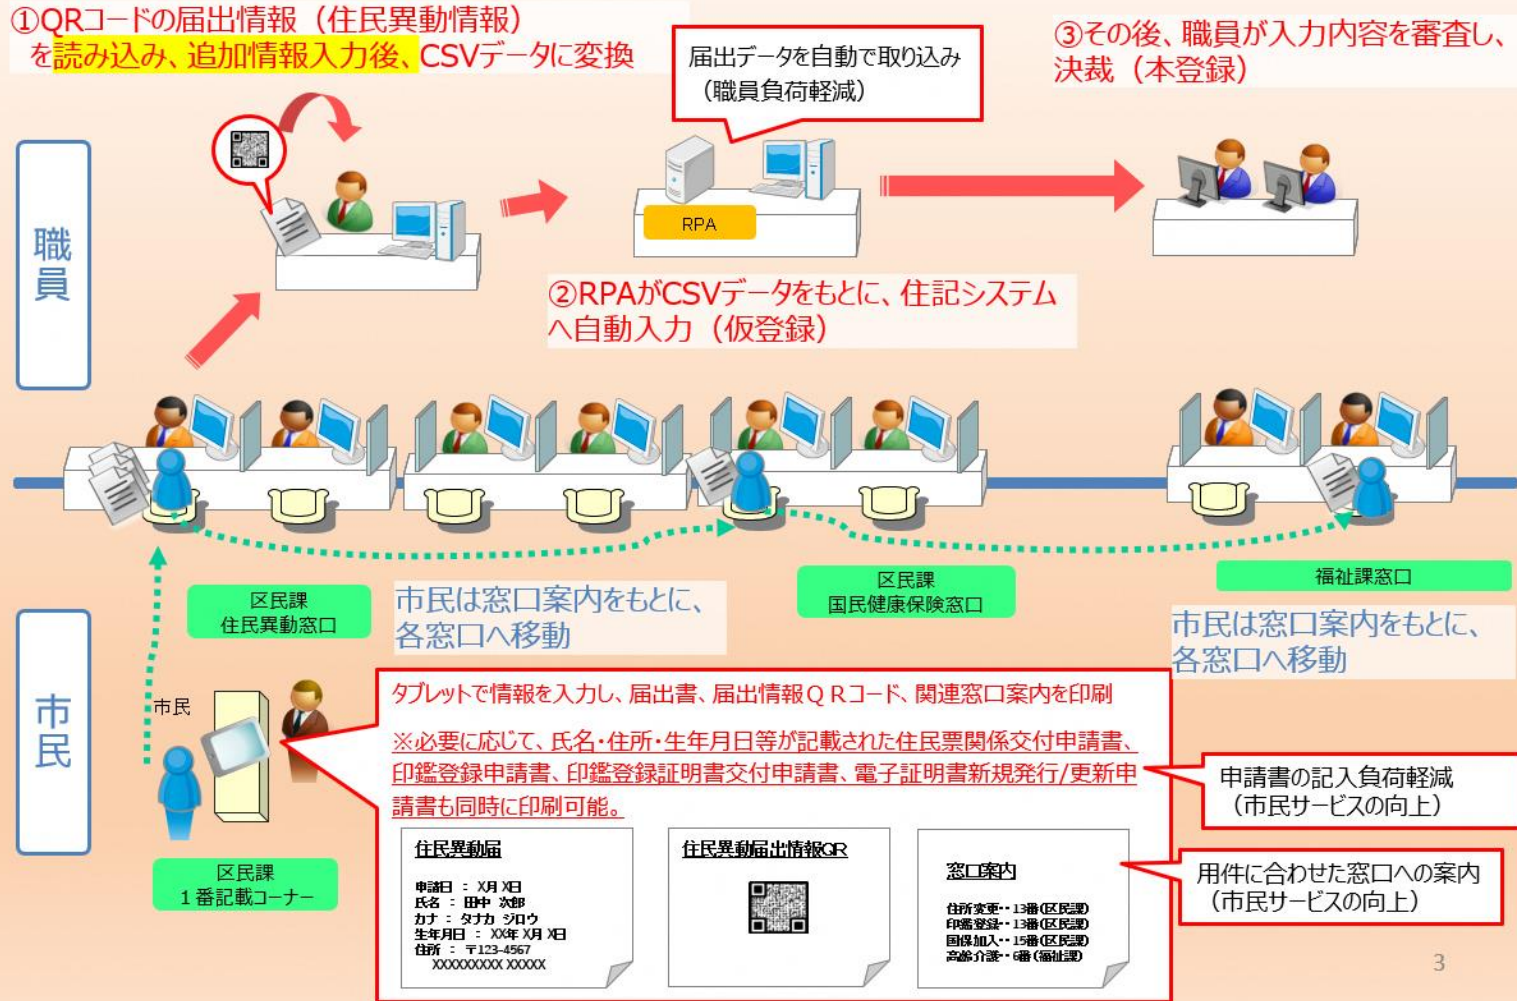 ①QRコードの届出情報（住民異動情報）
を読み込み、追加情報入力後、CSVデータに変換
届出データを自動で取り込み
（職員負荷軽減）
③その後、職員が入力内容を審査し、
決裁（本登録）
職員
RPA
②RPAがCSVデータをもとに、住記システム
へ自動入力（仮登録）
区民課
住民異動窓口
市民は窓口案内をもとに、
各窓口へ移動
区民課
国民健康保険窓口
福祉課窓口
市民は窓口案内をもとに、
各窓口へ移動
市民
市民
区民課
１番記載コーナー
タブレットで情報を入力し、届出書、届出情報ＱＲコード、関連窓口案内を印刷
※必要に応じて、氏名・住所・生年月日等が記載された住民票関係交付申請書、
印鑑登録申請書、印鑑登録証明書交付申請書、電子証明書新規発行/更新申
請書も同時に印刷可能。
申請書の記入負荷軽減
（市民サービスの向上）
用件に合わせた窓口への案内
（市民サービスの向上）
住民異動届
申請日 ： X月 X日
氏名 ： 田中 次郎
カナ ： タナカ ジロウ
生年月日 ： XX年 X月 X日
住所 ： 〒123-4567
XXXXXXXXX XXXXX
住民異動届出情報QR
窓口案内
住所変更・・13番(区民課)
印鑑登録・・13番(区民課)
国保加入・・15番(区民課)
高齢介護・・6番(福祉課)
3